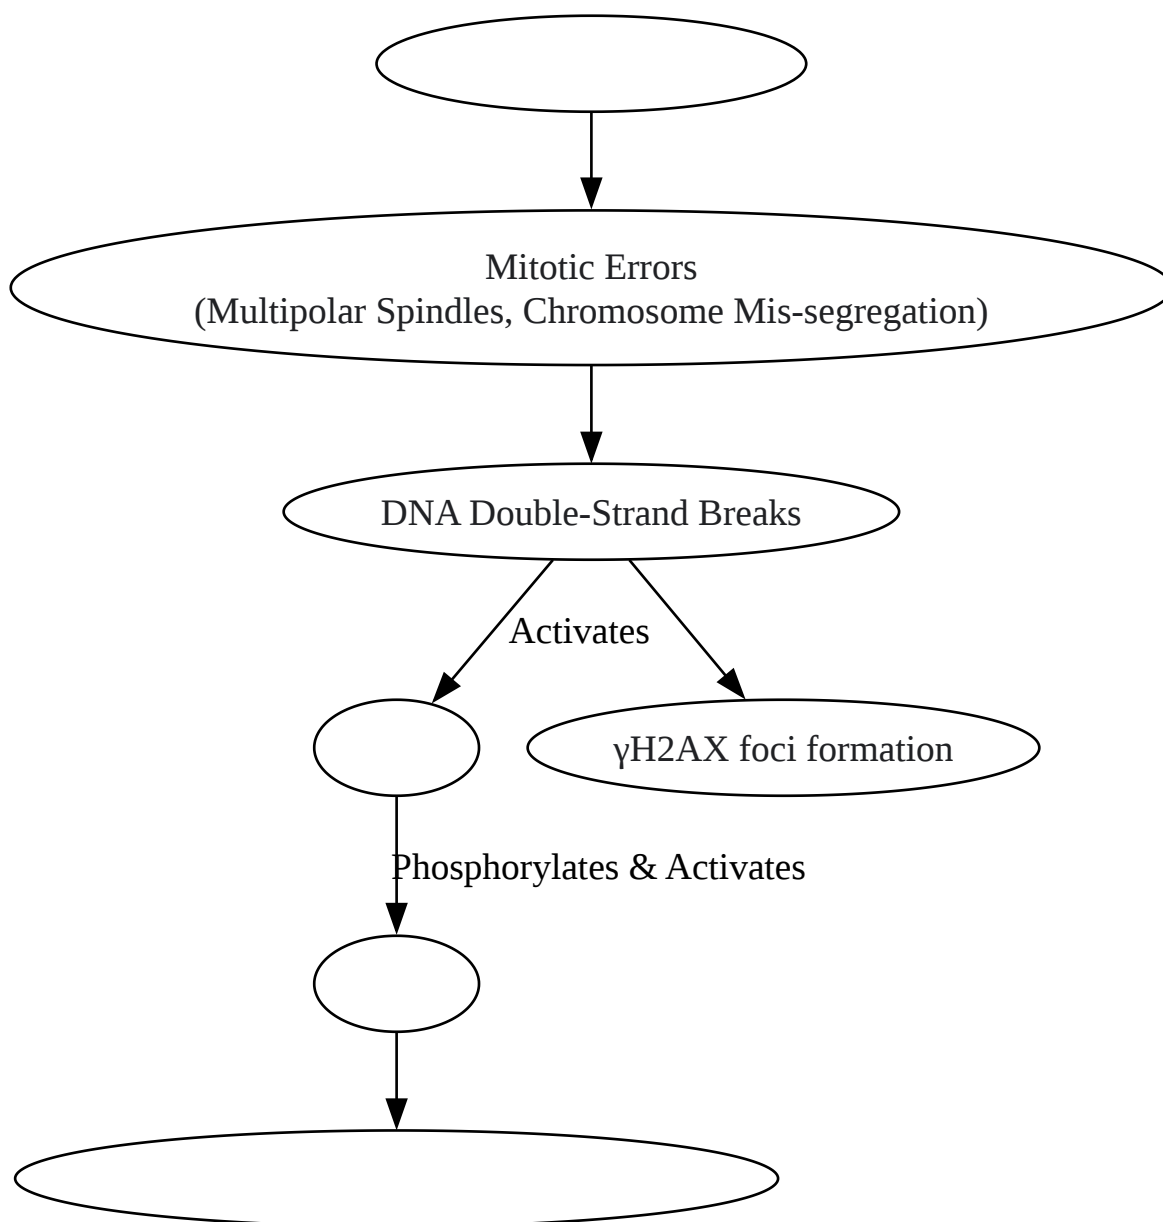 Mitotic Errors
(Multipolar Spindles, Chromosome Mis-segregation)
DNA Double-Strand Breaks
Activates
γH2AX foci formation
Phosphorylates & Activates